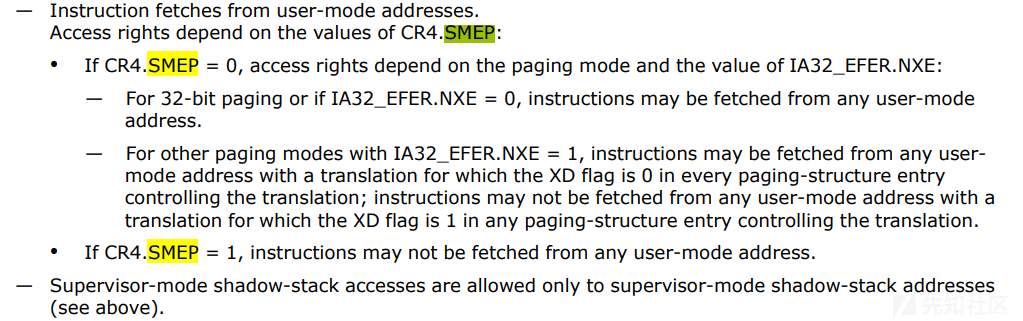 — Instruction fetches from user-mode addresses.
Access rights depend on the values of CR4.SMEP:
• If CR4.SMEP = 0, access rights depend on the paging mode and the value of IA32_EFER.NXE:
— For 32-bit paging or if IA32_EFER.NXE = 0, instructions may be fetched from any user-mode
address.
— For other paging modes with IA32_EFER.NXE = 1, instructions may be fetched from any user-
mode address with a translation for which the XD flag is 0 in every paging-structure entry
controlling the translation; instructions may not be fetched from any user-mode address with a
translation for which the XD flag is 1 in any paging-structure entry controlling the translation.
• If CR4.SMEP = 1, instructions may not be fetched from any user-mode address.
— Supervisor-mode shadow-stack accesses are allowed only to supervisor-mode shadow-stack addresses
(see above).
先知社区